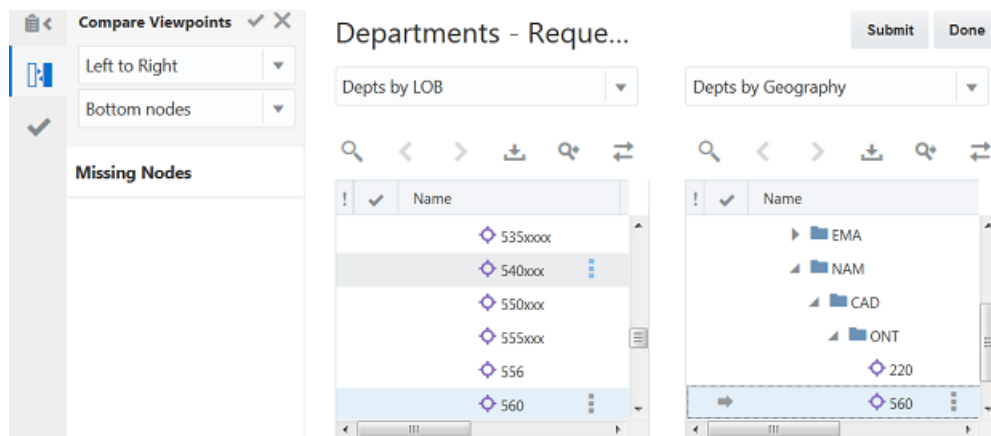 Compare Viewpoints
Left to Right
Bottom nodes
Missing Nodes
Departments - Reque...
Submit
Done
Depts by LOB
! Name
535xxxx
540xxx
550xxx
555xxx
556
560
Depts by Geography
! Name
EMA
NAM
CAD
ONT
220
560